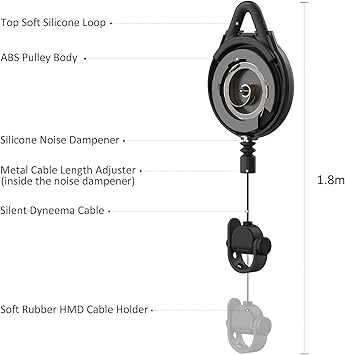 Top Soft Silicone Loop
ABS Pulley Body
Silicone Noise Dampener
Metal Cable Length Adjuster
(inside the noise dampener)
1.8m
Silent Dyneema Cable
Soft Rubber HMD Cable Holder